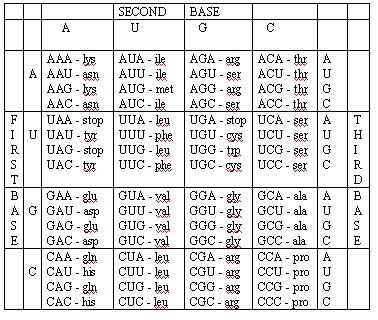 SECOND BASE
A U G C
A
AAA - lys AUA - ile AGA - arg ACA - thr A
AAU - asn AUU - ile AGU - ser ACU - thr U
AAG - lys AUG - met AGG - arg ACG - thr G
AAC - asn AUC - ile AGC - ser ACC - thr C
FIRST
U
UAA - stop UUA - leu UGA - stop UCA - ser A
UAU - tyr UUU - phe UGU - cys UCU - ser U
UAG - stop UUG - leu UGG - trp UCG - ser G
UAC - tyr UUC - phe UGC - cys UCC - ser C
THIRD
BASE
G
GAA - glu GUA - val GGA - gly GCA - ala A
GAU - asp GUU - val GGU - gly GCU - ala U
GAG - glu GUG - val GGG - gly GCG - ala G
GAC - asp GUC - val GGC - gly GCC - ala C
BASE
C
CAA - gln CUA - leu CGA - arg CCA - pro A
CAU - his CUU - leu CGU - arg CCU - pro U
CAG - gln CUG - leu CGG - arg CCG - pro G
CAC - his CUC - leu CGC - arg CCC - pro C